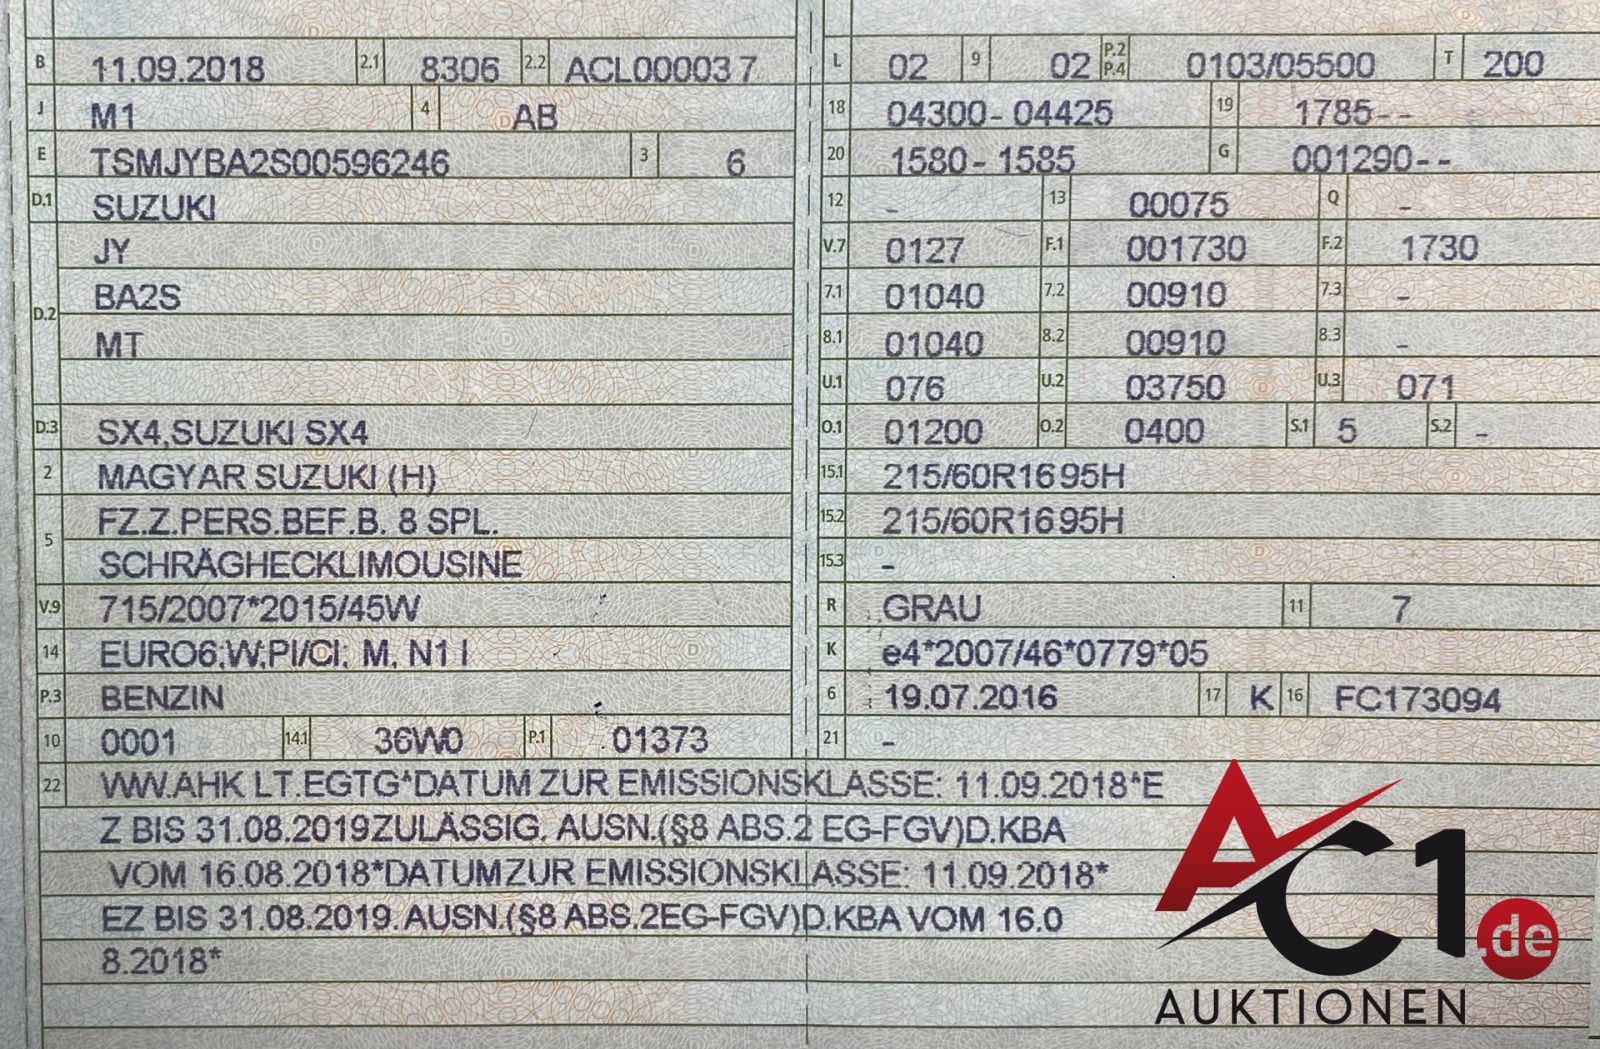 B 11.09.2018 2.1 8306 2.2 ACL000037
J M1 4 AB
E TSMJYBA2S00596246 3 6
D.1 SUZUKI
JY
D.2 BA2S
MT
D.3 SX4,SUZUKI SX4
2 MAGYAR SUZUKI (H)
5 FZ.Z.PERS.BEF.B. 8 SPL.
SCHRÄGHECKLIMOUSINE
V.9 715/2007*2015/45W
14 EURO6;W;PI/CI; M, N1 I
P.3 BENZIN
10 0001 14.1 36W0 P.1 01373
L 02 9 02 P.2 P.4 0103/05500 T 200
18 04300- 04425 19 1785- -
20 1580- 1585 G 001290- -
12 - 13 00075 Q -
V.7 0127 F.1 001730 F.2 1730
7.1 01040 7.2 00910 7.3 -
8.1 01040 8.2 00910 8.3 -
U.1 076 U.2 03750 U.3 071
O.1 01200 O.2 0400 S.1 5 S.2 -
15.1 215/60R16 95H
15.2 215/60R16 95H
15.3 -
R GRAU 11 7
K e4*2007/46*0779*05
6 19.07.2016 17 K 16 FC173094
21 -
22 WW.AHK LT.EGTG*DATUM ZUR EMISSIONSKLASSE: 11.09.2018*E
Z BIS 31.08.2019ZULÄSSIG. AUSN.(§8 ABS.2 EG-FGV)D.KBA
VOM 16.08.2018*DATUMZUR EMISSIONSKLASSE: 11.09.2018*
EZ BIS 31.08.2019.AUSN.(§8 ABS.2EG-FGV)D.KBA VOM 16.0
8.2018*
AC1.de
AUKTIONEN